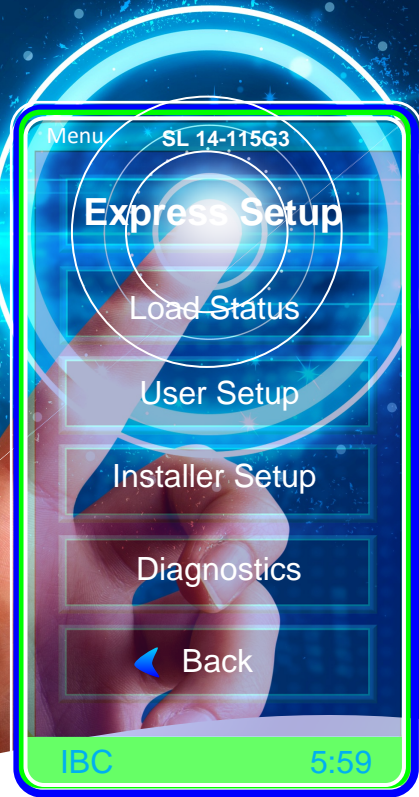 Menu SL 14-115G3
Express Setup
Load Status
User Setup
Installer Setup
Diagnostics
Back
IBC 5:59